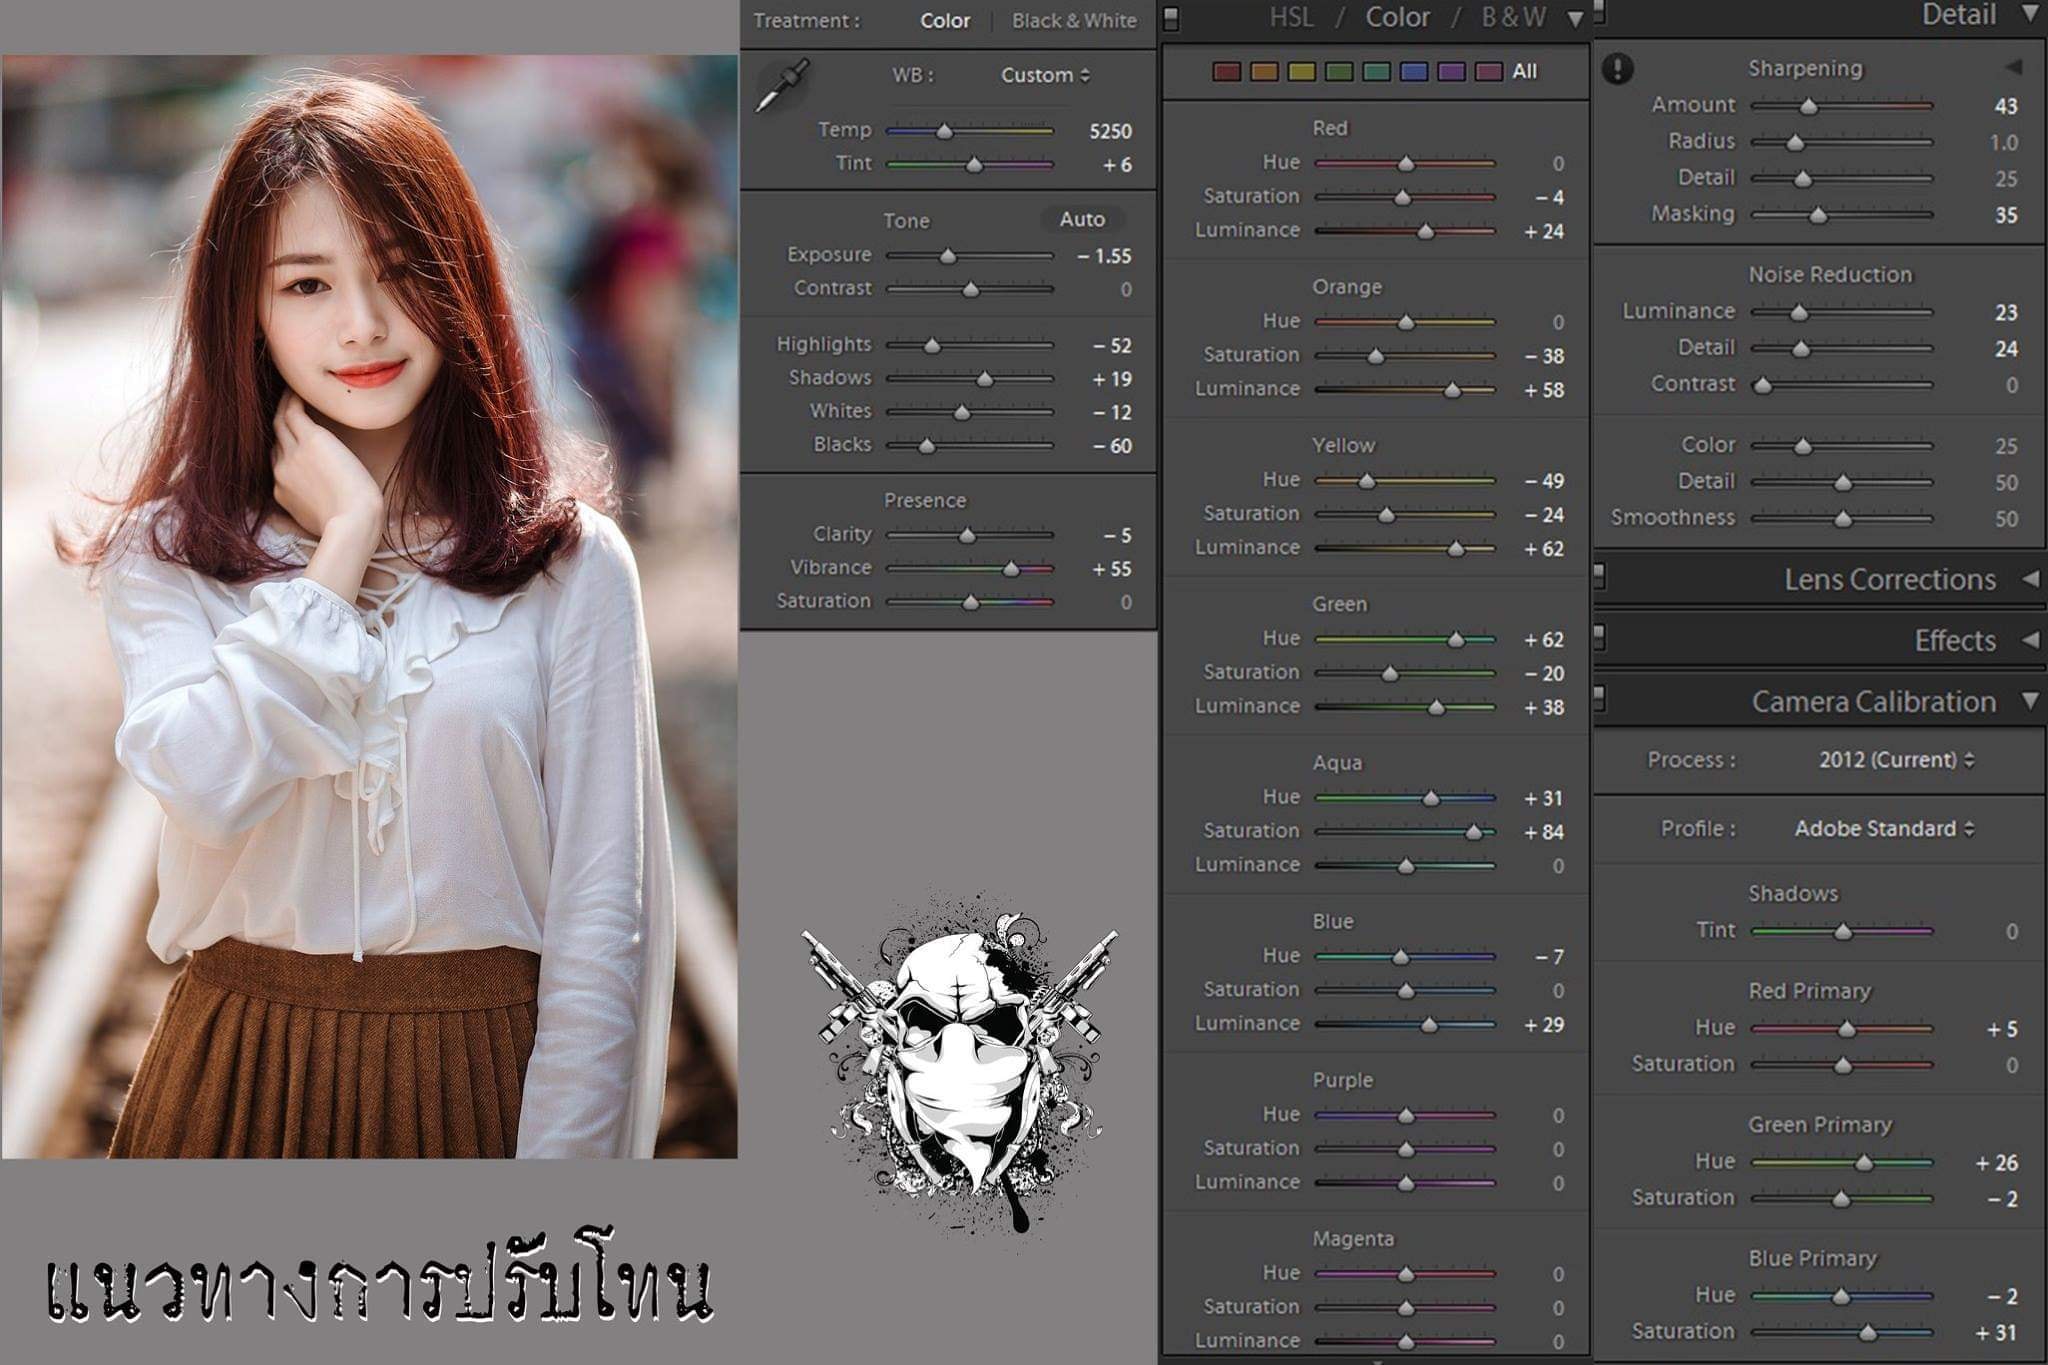 Treatment : Color Black & White
WB : Custom
Temp 5250
Tint + 6
Tone Auto
Exposure – 1.55
Contrast 0
Highlights – 52
Shadows + 19
Whites – 12
Blacks – 60
Presence
Clarity – 5
Vibrance + 55
Saturation 0
HSL / Color / B & W
All
Red
Hue 0
Saturation – 4
Luminance + 24
Orange
Hue 0
Saturation – 38
Luminance + 58
Yellow
Hue – 49
Saturation – 24
Luminance + 62
Green
Hue + 62
Saturation – 20
Luminance + 38
Aqua
Hue + 31
Saturation + 84
Luminance 0
Blue
Hue – 7
Saturation 0
Luminance + 29
Purple
Hue 0
Saturation 0
Luminance 0
Magenta
Hue 0
Saturation 0
Luminance 0
Detail
Sharpening
Amount 43
Radius 1.0
Detail 25
Masking 35
Noise Reduction
Luminance 23
Detail 24
Contrast 0
Color 25
Detail 50
Smoothness 50
Lens Corrections
Effects
Camera Calibration
Process : 2012 (Current)
Profile : Adobe Standard
Shadows
Tint 0
Red Primary
Hue + 5
Saturation 0
Green Primary
Hue + 26
Saturation – 2
Blue Primary
Hue – 2
Saturation + 31
แนวทางการปรับโทน